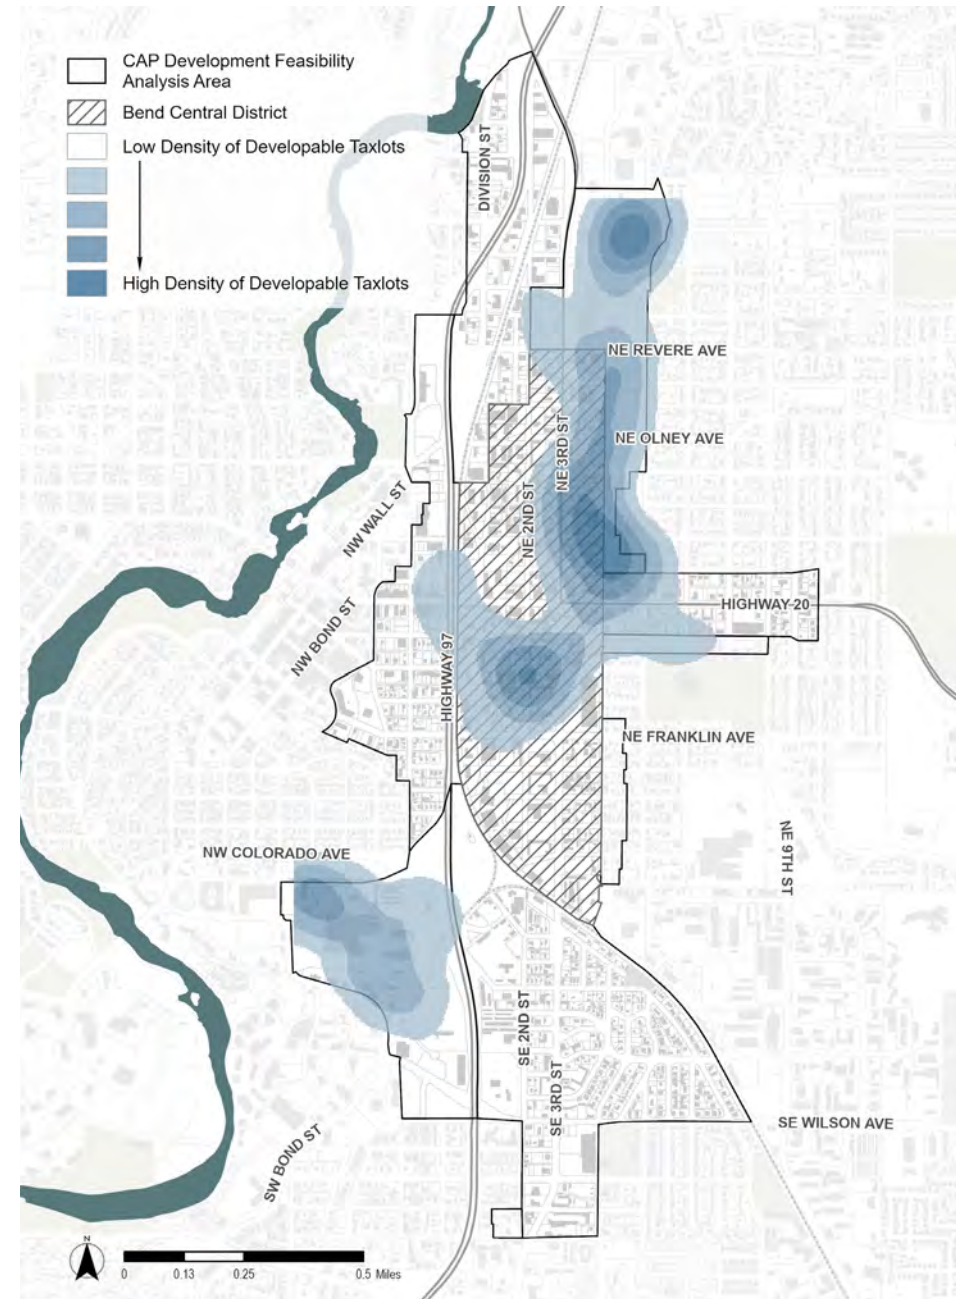 CAP Development Feasibility
Analysis Area
Bend Central District
Low Density of Developable Taxlots
High Density of Developable Taxlots
DIVISION ST
NE REVERE AVE
NE OLNEY AVE
NE 3RD ST
NE 2ND ST
NW WALL ST
HIGHWAY 20
NW BOND ST
HIGHWAY 97
NE FRANKLIN AVE
NW COLORADO AVE
NE 9TH ST
SE 2ND ST
SE 3RD ST
SE WILSON AVE
SW BOND ST
N
0 0.13 0.25 0.5 Miles